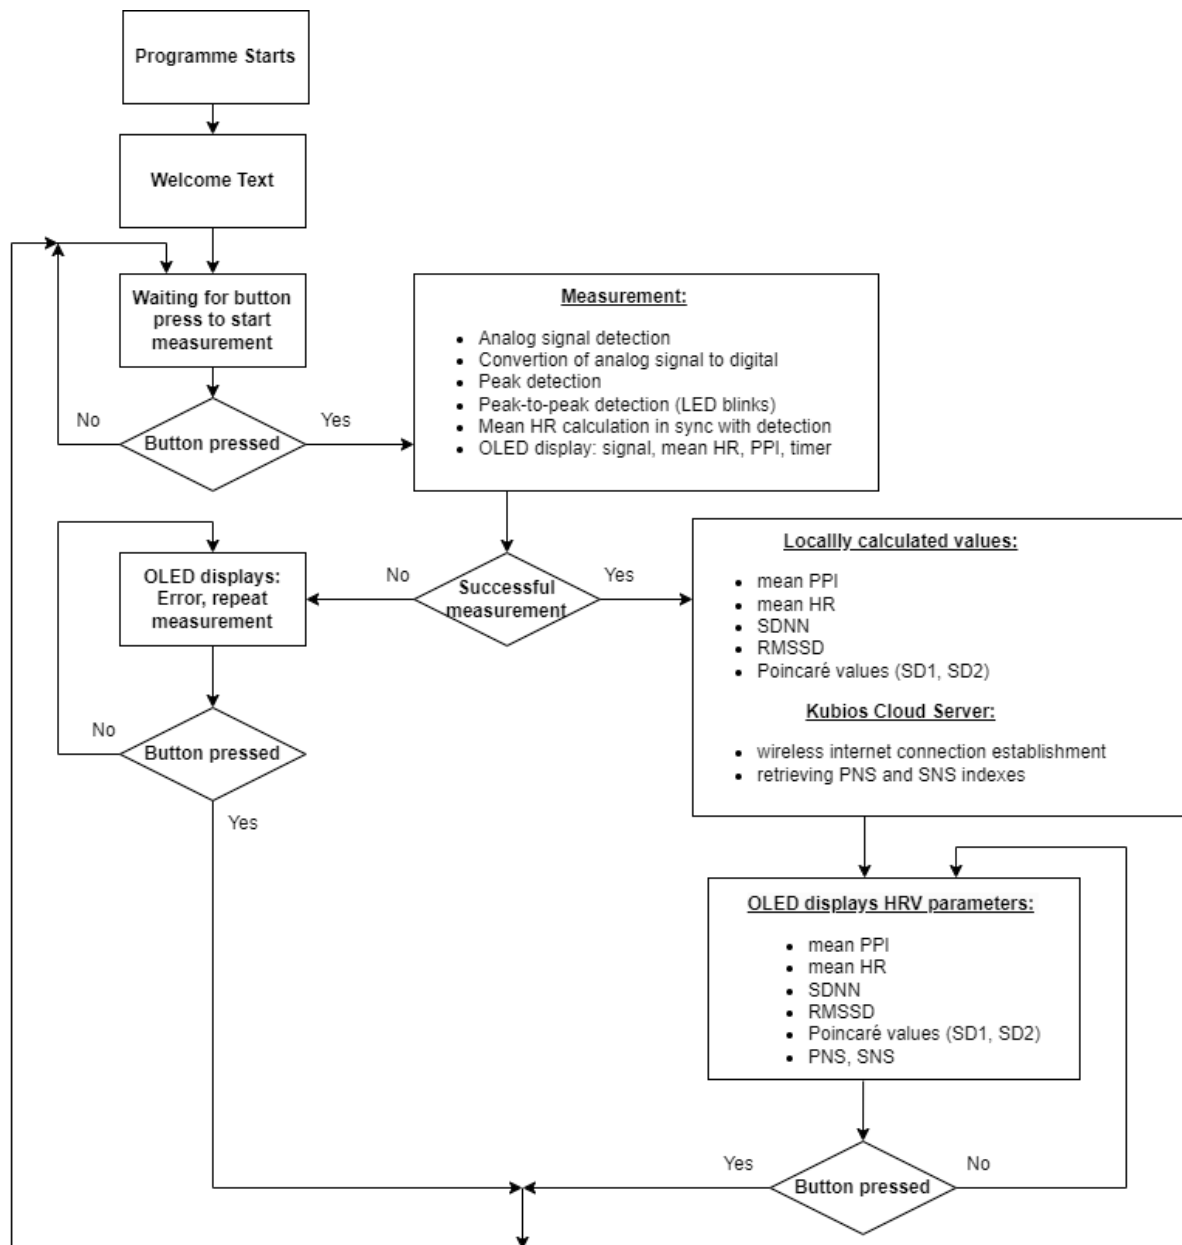 Programme Starts
Welcome Text
Waiting for button
press to start
measurement
No
Button pressed
Yes
Measurement:
Analog signal detection
Convertion of analog signal to digital
Peak detection
Peak-to-peak detection (LED blinks)
Mean HR calculation in sync with detection
OLED display: signal, mean HR, PPI, timer
OLED displays:
Error, repeat
measurement
No
Successful
measurement
Yes
Locallly calculated values:
mean PPI
mean HR
SDNN
RMSSD
Poincaré values (SD1, SD2)
Kubios Cloud Server:
wireless internet connection establishment
retrieving PNS and SNS indexes
No
Button pressed
Yes
OLED displays HRV parameters:
mean PPI
mean HR
SDNN
RMSSD
Poincaré values (SD1, SD2)
PNS, SNS
Yes
Button pressed
No